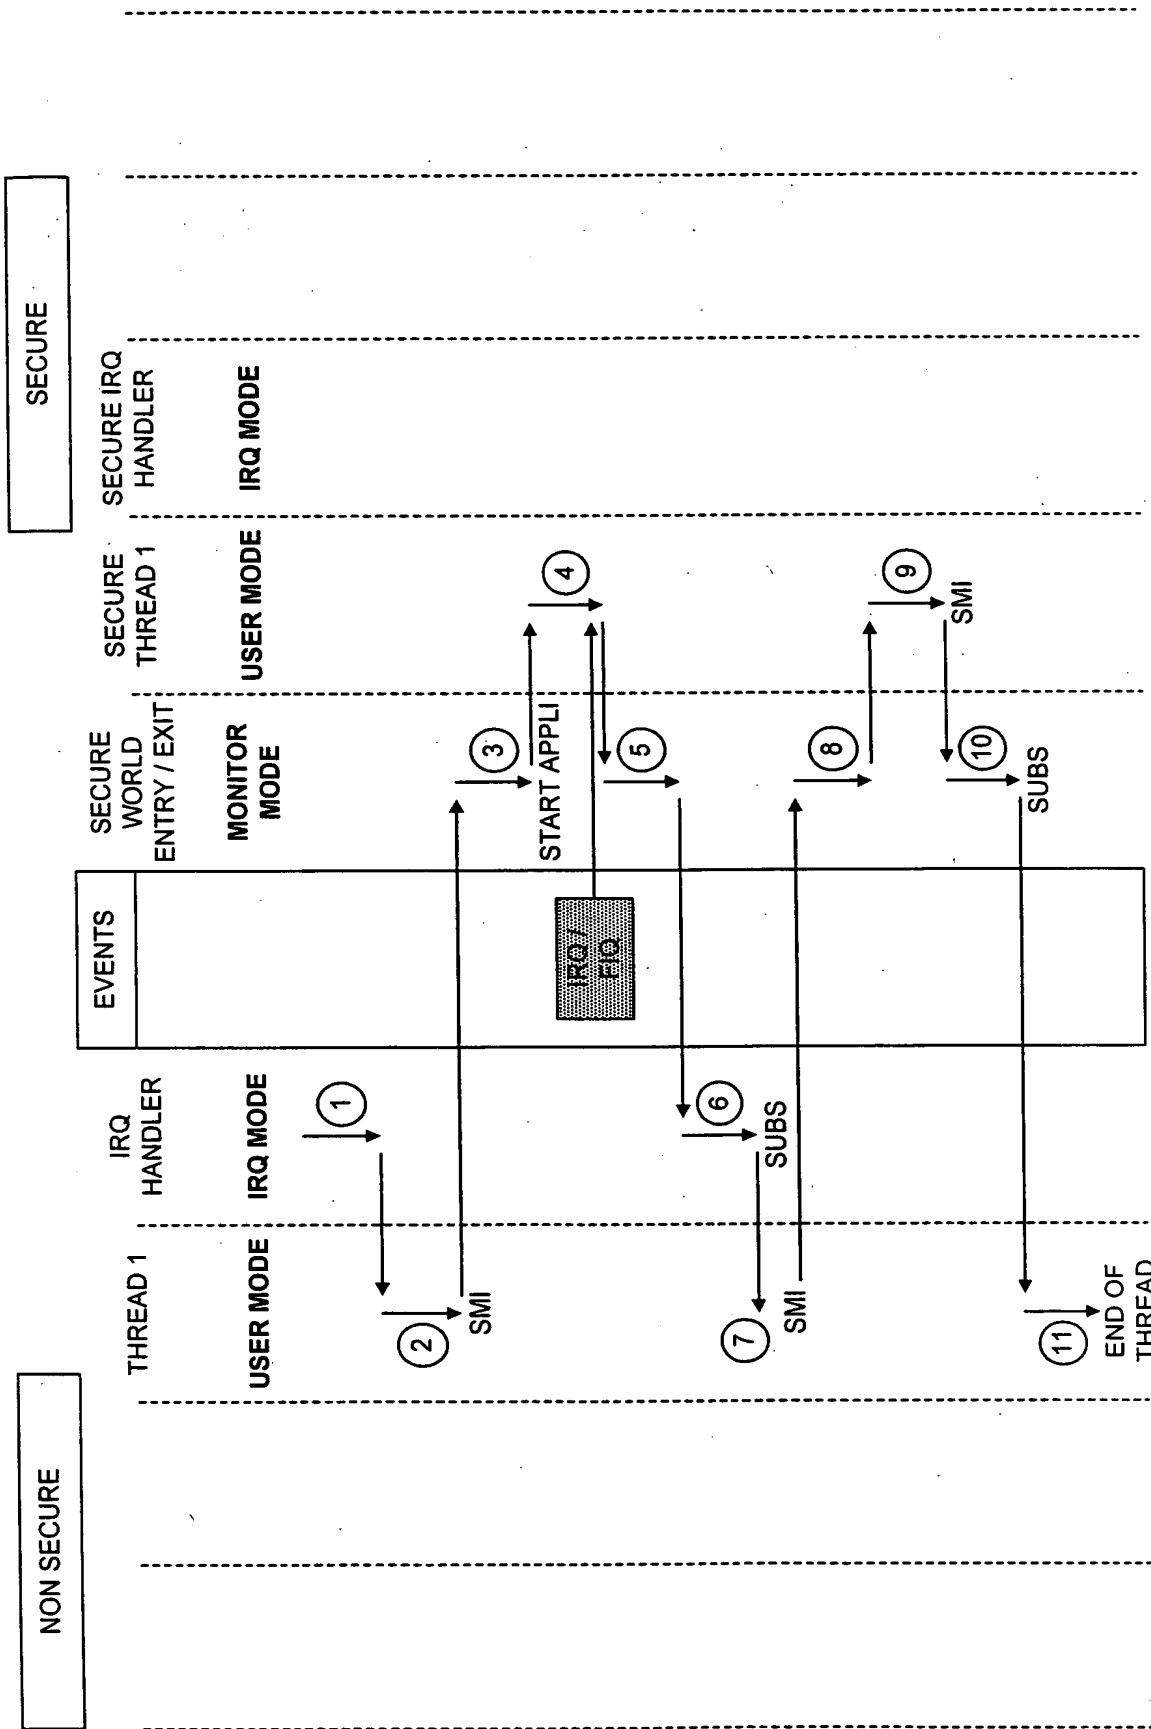 NON SECURE
SECURE
THREAD 1
IRQ
HANDLER
EVENTS
SECURE
WORLD
ENTRY / EXIT
SECURE
THREAD 1
SECURE IRQ
HANDLER
USER MODE
IRQ MODE
MONITOR
MODE
USER MODE
IRQ MODE
1
2
SMI
3
START APPLI
4
IRQ /
FIQ
5
6
SUBS
7
SMI
8
9
SMI
10
SUBS
11
END OF
THREAD